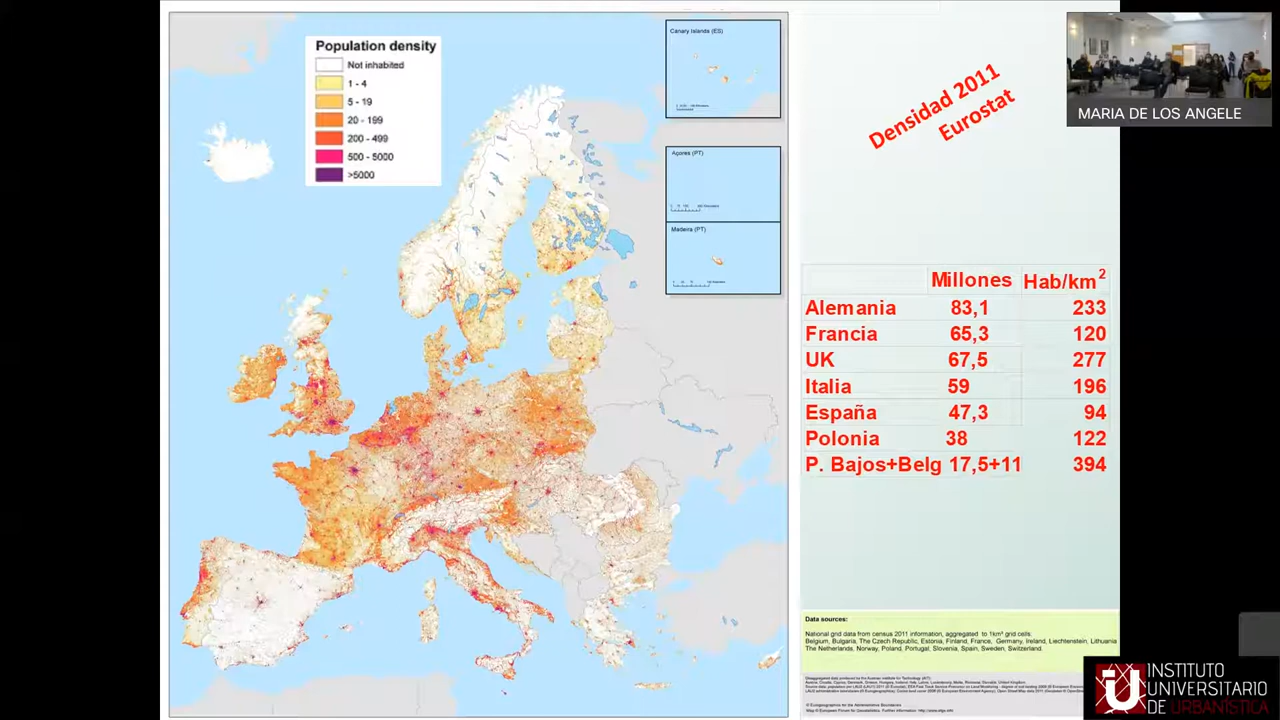 Population density
Not inhabited
1 - 4
5 - 19
20 - 199
200 - 499
500 - 5000
>5000
Canary Islands (ES)
Açores (PT)
Madeira (PT)
Densidad 2011
Eurostat
MARIA DE LOS ANGELE
Millones Hab/km²
Alemania 83,1 233
Francia 65,3 120
UK 67,5 277
Italia 59 196
España 47,3 94
Polonia 38 122
P. Bajos+Belg 17,5+11 394
Data sources:
National grid data from census 2011 information, aggregated to 1km² grid cells:
Belgium, Bulgaria, The Czech Republic, Estonia, Finland, France, Germany, Ireland, Liechtenstein, Lithuania
The Netherlands, Norway, Poland, Portugal, Slovenia, Spain, Sweden, Switzerland.
INSTITUTO
UNIVERSITARIO
DE URBANÍSTICA